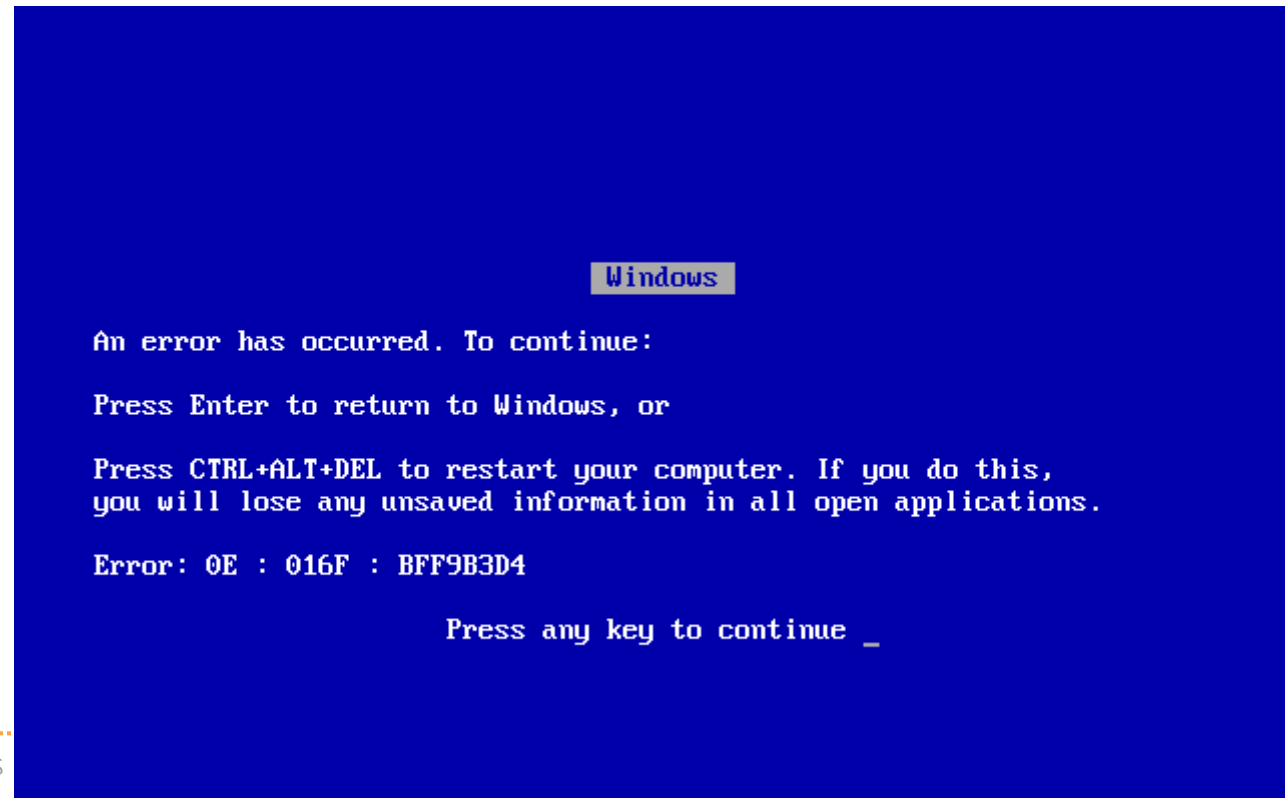 Windows
An error has occurred. To continue:
Press Enter to return to Windows, or
Press CTRL+ALT+DEL to restart your computer. If you do this,
you will lose any unsaved information in all open applications.
Error: 0E : 016F : BFF9B3D4
Press any key to continue _